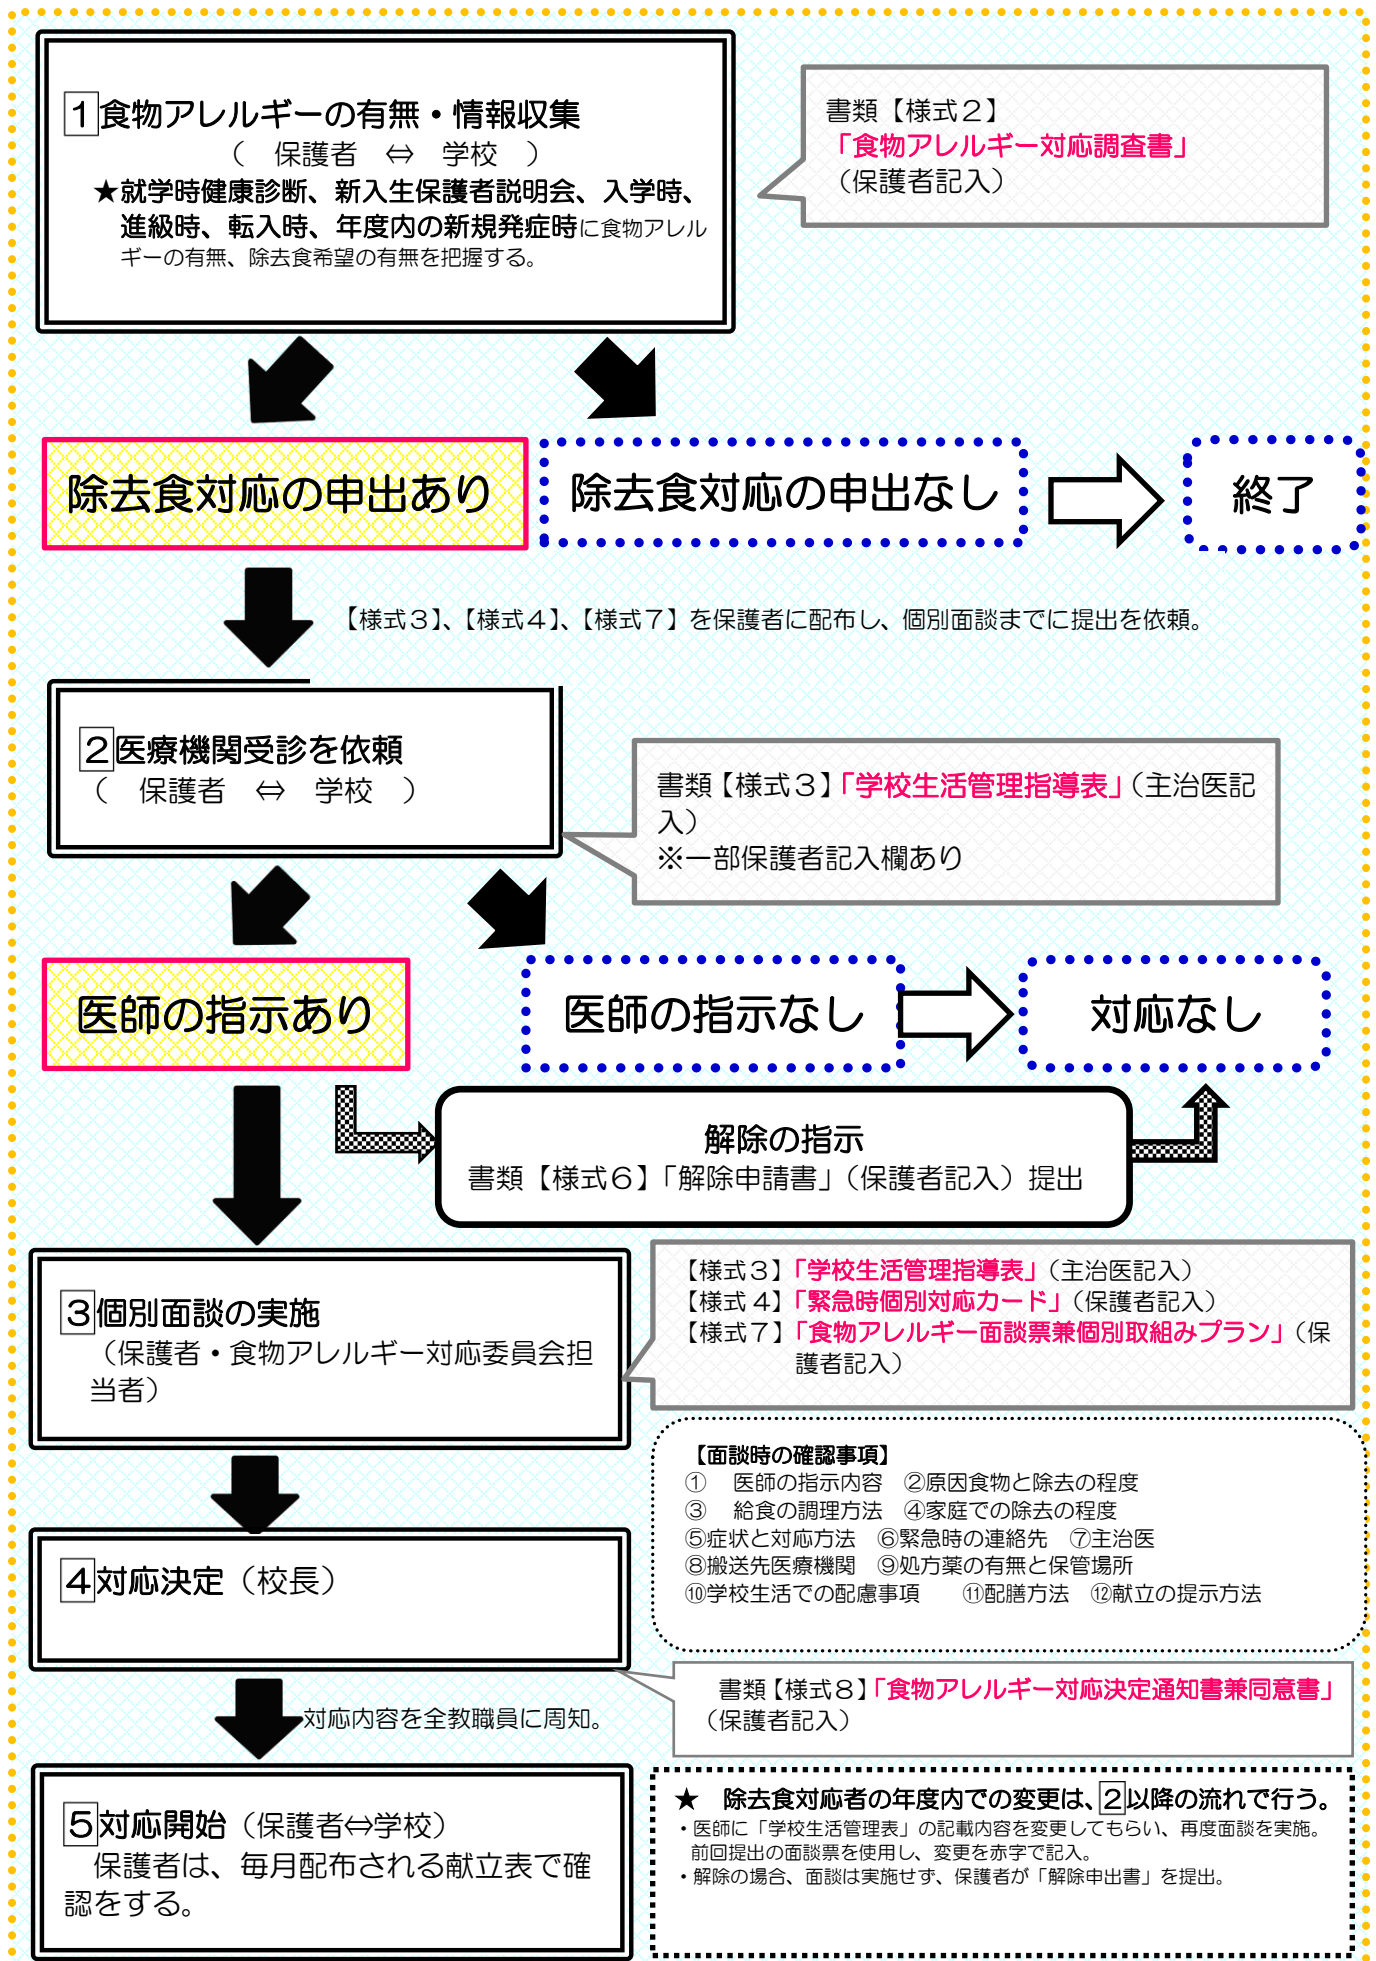 1食物アレルギーの有無・情報収集
（　保護者　⇔　学校　）
★就学時健康診断、新入生保護者説明会、入学時、
進級時、転入時、年度内の新規発症時に食物アレル
ギーの有無、除去食希望の有無を把握する。
書類【様式２】
「食物アレルギー対応調査書」
（保護者記入）
除去食対応の申出あり
除去食対応の申出なし
終了
【様式３】、【様式４】、【様式７】を保護者に配布し、個別面談までに提出を依頼。
2医療機関受診を依頼
（　保護者　⇔　学校　）
書類【様式３】「学校生活管理指導表」（主治医記
入）
※一部保護者記入欄あり
医師の指示あり
医師の指示なし
対応なし
解除の指示
書類【様式６】「解除申請書」（保護者記入）提出
3個別面談の実施
（保護者・食物アレルギー対応委員会担
当者）
【様式３】「学校生活管理指導表」（主治医記入）
【様式４】「緊急時個別対応カード」（保護者記入）
【様式７】「食物アレルギー面談票兼個別取組みプラン」（保
護者記入）
【面談時の確認事項】
①　医師の指示内容　②原因食物と除去の程度
③　給食の調理方法　④家庭での除去の程度
⑤症状と対応方法　⑥緊急時の連絡先　⑦主治医
⑧搬送先医療機関　⑨処方薬の有無と保管場所
⑩学校生活での配慮事項　　⑪配膳方法　⑫献立の提示方法
4対応決定（校長）
書類【様式８】「食物アレルギー対応決定通知書兼同意書」
（保護者記入）
対応内容を全教職員に周知。
5対応開始（保護者⇔学校）
保護者は、毎月配布される献立表で確
認をする。
★　除去食対応者の年度内での変更は、2以降の流れで行う。
・医師に「学校生活管理表」の記載内容を変更してもらい、再度面談を実施。
前回提出の面談票を使用し、変更を赤字で記入。
・解除の場合、面談は実施せず、保護者が「解除申出書」を提出。